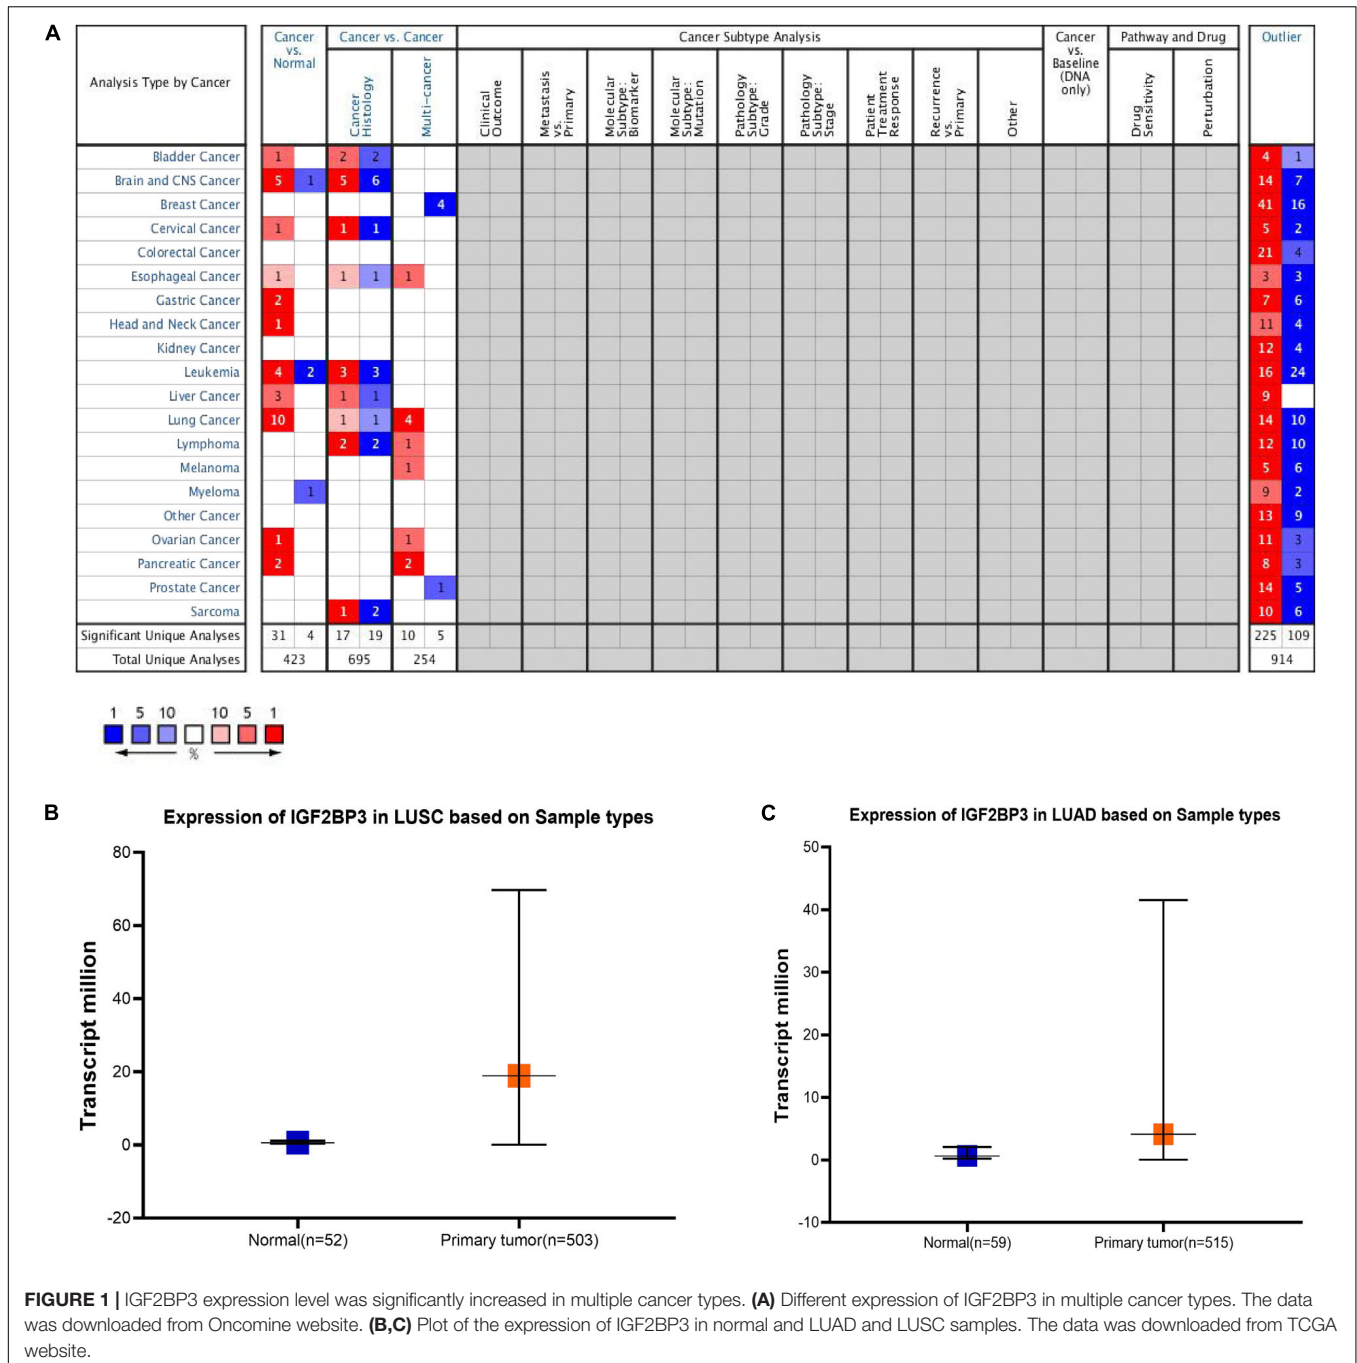 A
Analysis Type by Cancer
Cancer vs. Normal
Cancer vs. Cancer
Cancer Subtype Analysis
Cancer vs. Baseline (DNA only)
Pathway and Drug
Outlier
Cancer Histology
Multi-cancer
Clinical Outcome
Metastasis vs. Primary
Molecular Subtype: Biomarker
Molecular Subtype: Mutation
Pathology Subtype: Grade
Pathology Subtype: Stage
Patient Treatment Response
Recurrence vs. Primary
Other
Drug Sensitivity
Perturbation
Bladder Cancer 1 2 2 4 1
Brain and CNS Cancer 5 1 5 6 14 7
Breast Cancer 4 41 16
Cervical Cancer 1 1 1 5 2
Colorectal Cancer 21 4
Esophageal Cancer 1 1 1 1 3 3
Gastric Cancer 2 7 6
Head and Neck Cancer 1 11 4
Kidney Cancer 12 4
Leukemia 4 2 3 3 16 24
Liver Cancer 3 1 1 9
Lung Cancer 10 1 1 4 14 10
Lymphoma 2 2 1 12 10
Melanoma 1 5 6
Myeloma 1 9 2
Other Cancer 13 9
Ovarian Cancer 1 1 11 3
Pancreatic Cancer 2 2 8 3
Prostate Cancer 1 14 5
Sarcoma 1 2 10 6
Significant Unique Analyses 31 4 17 19 10 5 225 109
Total Unique Analyses 423 695 254 914
1 5 10 10 5 1
%
B
Expression of IGF2BP3 in LUSC based on Sample types
Transcript million
80
60
40
20
0
-20
Normal(n=52) Primary tumor(n=503)
C
Expression of IGF2BP3 in LUAD based on Sample types
Transcript million
50
40
30
20
10
0
-10
Normal(n=59) Primary tumor(n=515)
FIGURE 1 | IGF2BP3 expression level was significantly increased in multiple cancer types. (A) Different expression of IGF2BP3 in multiple cancer types. The data
was downloaded from Oncomine website. (B,C) Plot of the expression of IGF2BP3 in normal and LUAD and LUSC samples. The data was downloaded from TCGA
website.